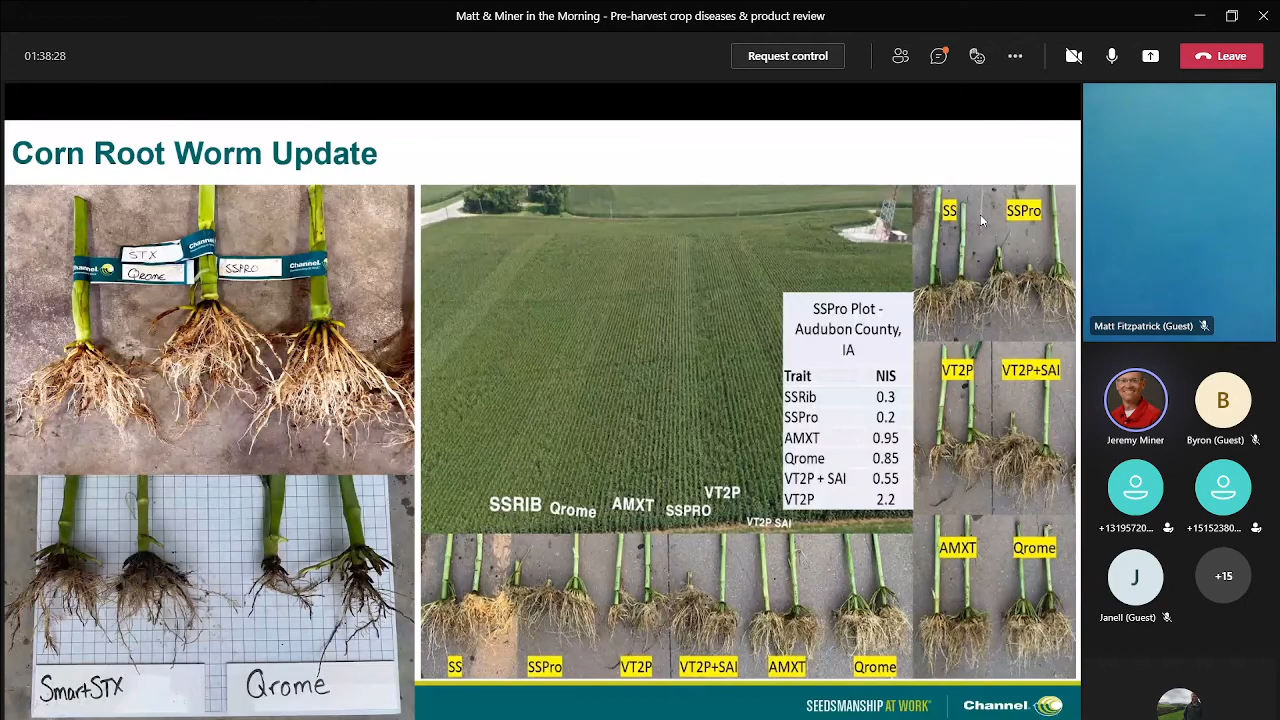 Matt & Miner in the Morning - Pre-harvest crop diseases & product review
01:38:28
Request control
Leave
Corn Root Worm Update
STX
Channel.
Qrome
SSPRO
Channel.
SmartSTX
Qrome
SSRIB
Qrome
AMXT
SSPRO
VT2P
VT2P SAI
SSPro Plot -
Audubon County,
IA
Trait NIS
SSRib 0.3
SSPro 0.2
AMXT 0.95
Qrome 0.85
VT2P + SAI 0.55
VT2P 2.2
SS SSPro
VT2P VT2P+SAI
AMXT Qrome
SS SSPro VT2P VT2P+SAI AMXT Qrome
SEEDSMANSHIP AT WORK®
Channel.
Matt Fitzpatrick (Guest)
Jeremy Miner
B
Byron (Guest)
+13195720...
+15152380...
J
Janell (Guest)
+15